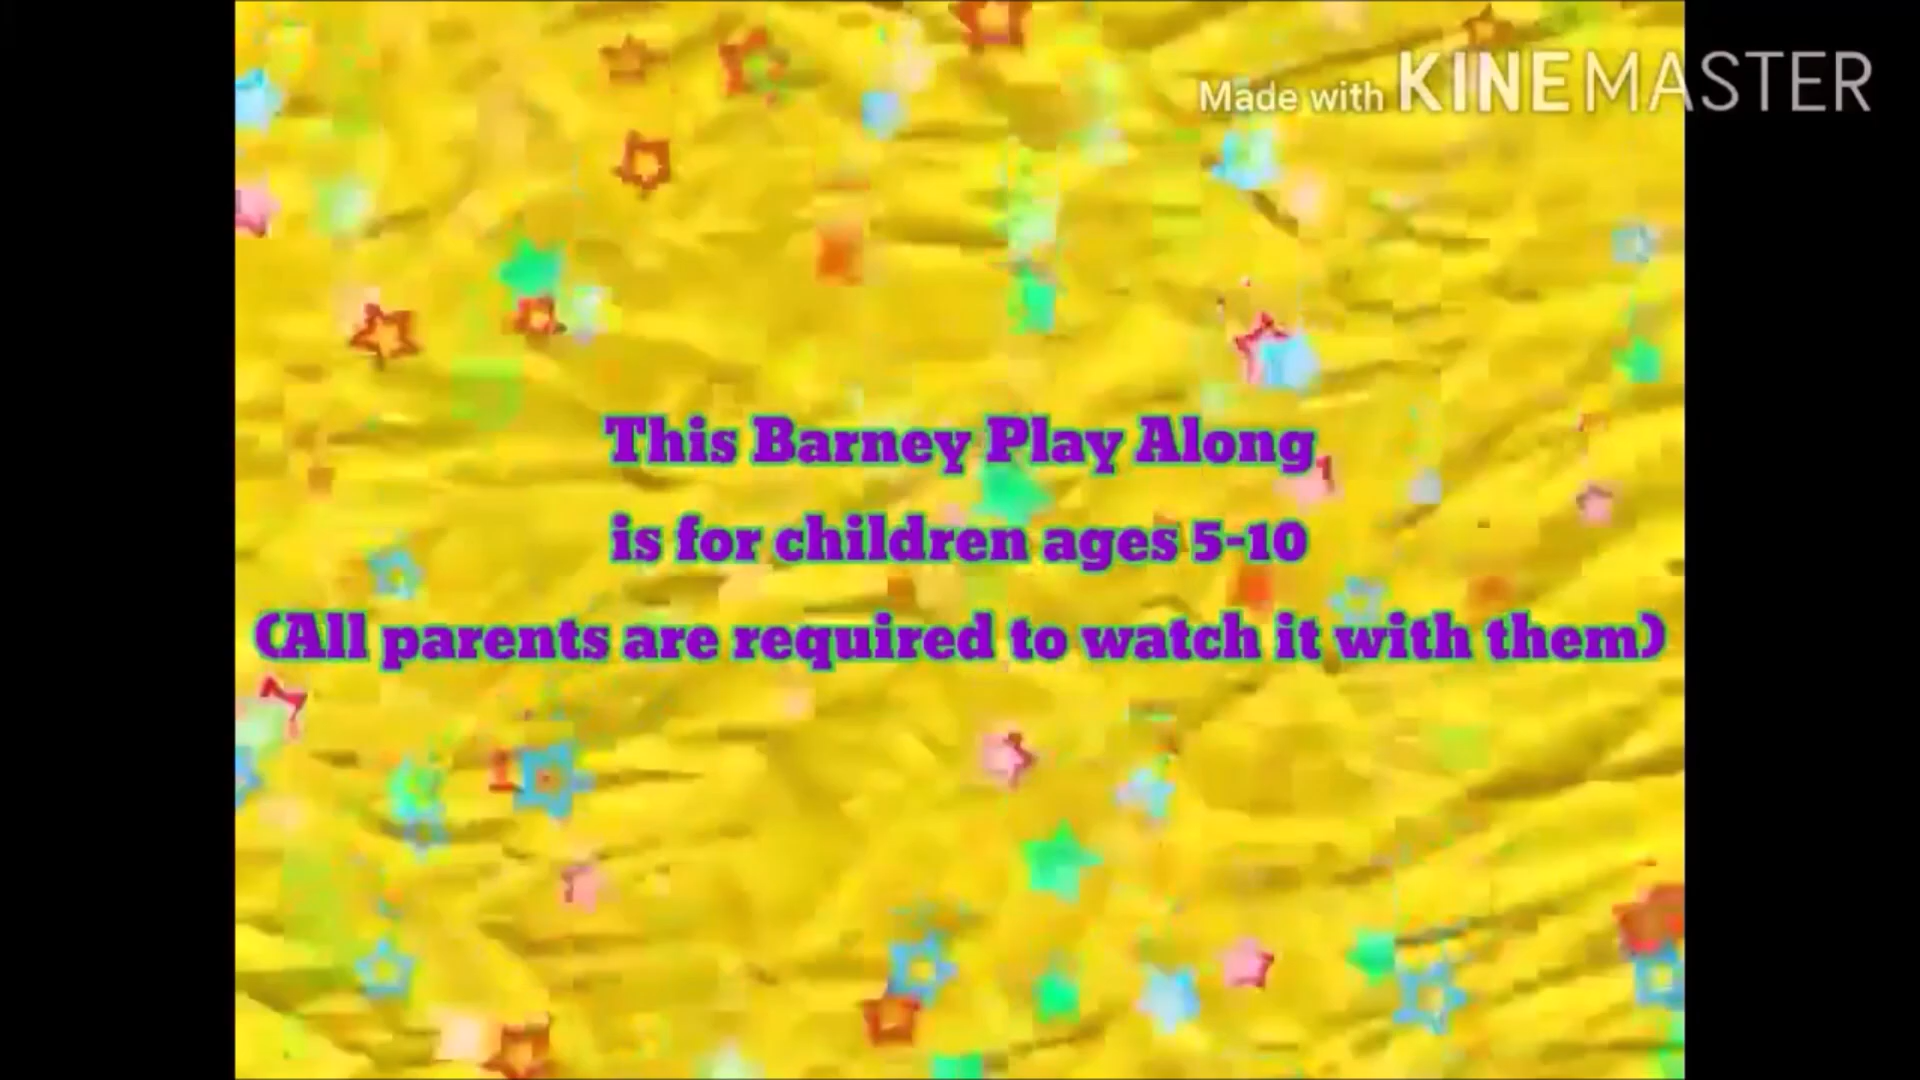 Made with KINEMASTER
This Barney Play Along
is for children ages 5-10
(All parents are required to watch it with them)